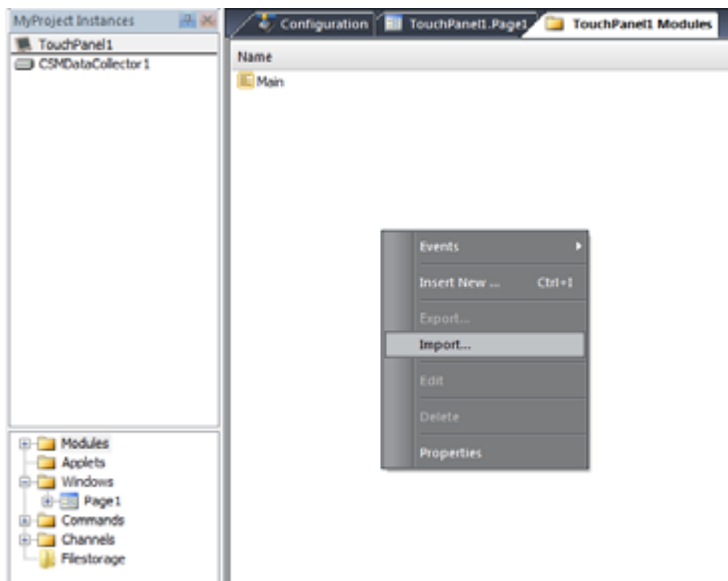 MyProject Instances
TouchPanel1
CSMDataCollector1
Modules
Applets
Windows
Page1
Commands
Channels
Filestorage
Configuration
TouchPanel1.Page1
TouchPanel1 Modules
Name
Main
Events
Insert New ... Ctrl+I
Export...
Import...
Edit
Delete
Properties